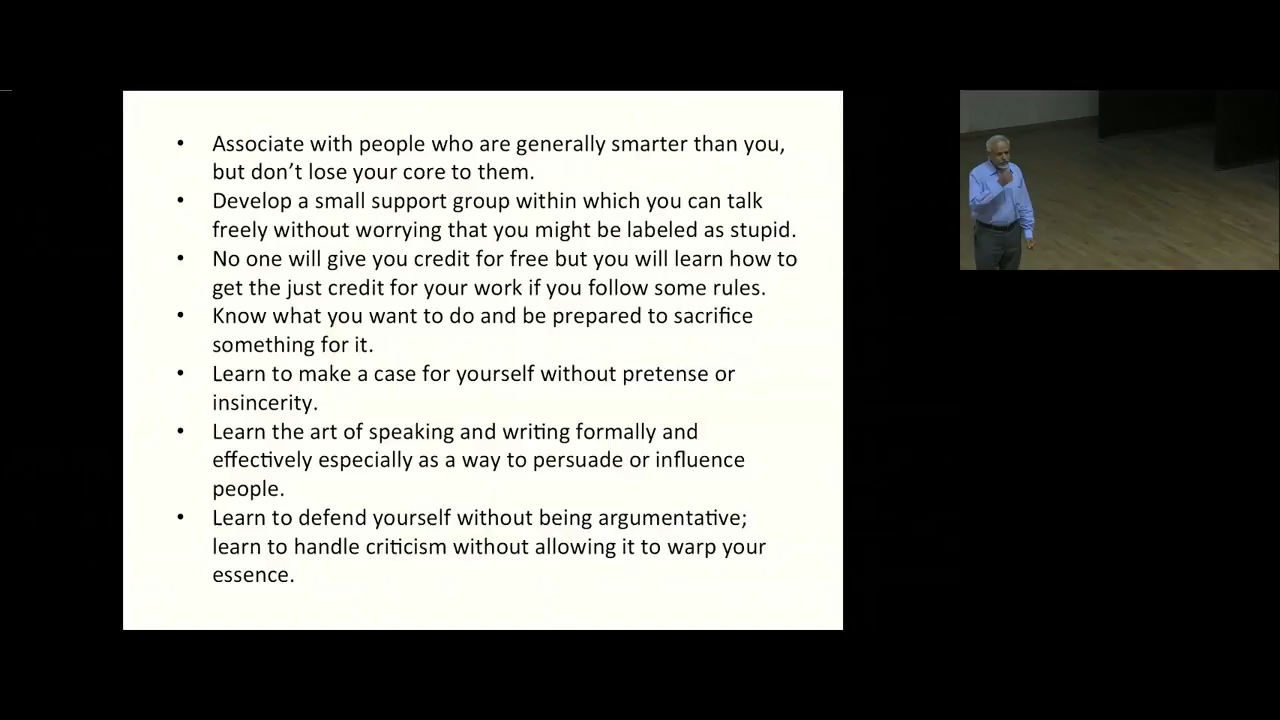 • Associate with people who are generally smarter than you,
but don’t lose your core to them.
• Develop a small support group within which you can talk
freely without worrying that you might be labeled as stupid.
• No one will give you credit for free but you will learn how to
get the just credit for your work if you follow some rules.
• Know what you want to do and be prepared to sacrifice
something for it.
• Learn to make a case for yourself without pretense or
insincerity.
• Learn the art of speaking and writing formally and
effectively especially as a way to persuade or influence
people.
• Learn to defend yourself without being argumentative;
learn to handle criticism without allowing it to warp your
essence.